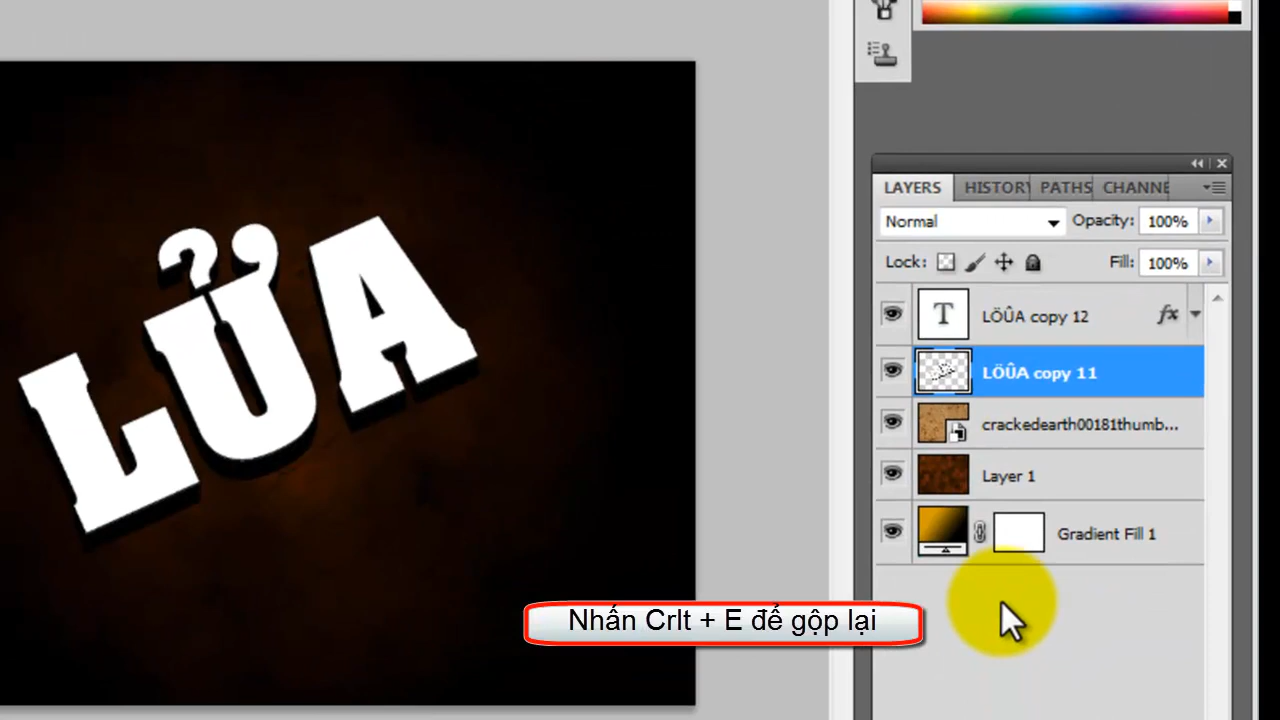 LỬA
LAYERS HISTORY PATHS CHANNE
Normal Opacity: 100%
Lock: Fill: 100%
T LÖÛA copy 12 fx
LÖÛA copy 11
crackedearth00181thumb...
Layer 1
Gradient Fill 1
Nhấn Crlt + E để gộp lại